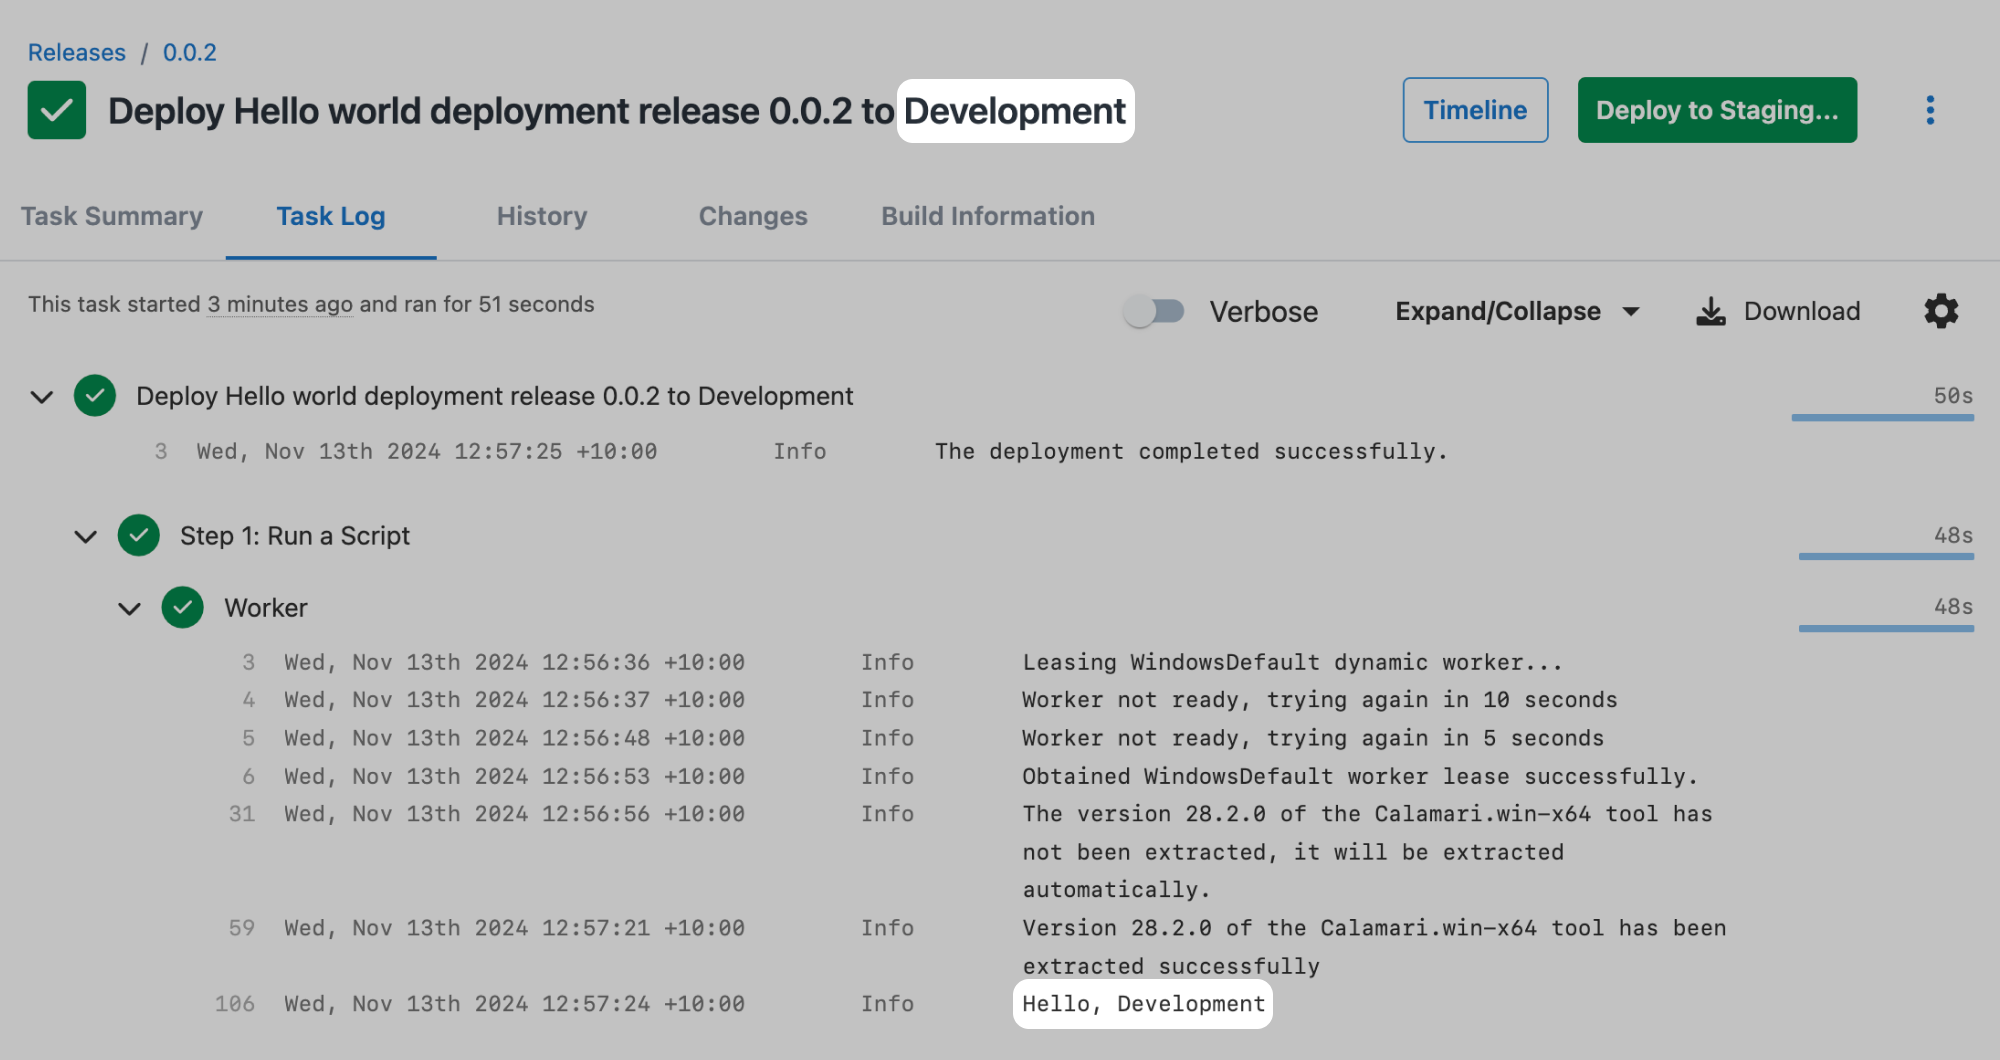 Releases / 0.0.2
Deploy Hello world deployment release 0.0.2 to Development
Timeline
Deploy to Staging...
Task Summary
Task Log
History
Changes
Build Information
This task started 3 minutes ago and ran for 51 seconds
Verbose
Expand/Collapse
Download
Deploy Hello world deployment release 0.0.2 to Development
50s
3 Wed, Nov 13th 2024 12:57:25 +10:00 Info The deployment completed successfully.
Step 1: Run a Script
48s
Worker
48s
3 Wed, Nov 13th 2024 12:56:36 +10:00 Info Leasing WindowsDefault dynamic worker...
4 Wed, Nov 13th 2024 12:56:37 +10:00 Info Worker not ready, trying again in 10 seconds
5 Wed, Nov 13th 2024 12:56:48 +10:00 Info Worker not ready, trying again in 5 seconds
6 Wed, Nov 13th 2024 12:56:53 +10:00 Info Obtained WindowsDefault worker lease successfully.
31 Wed, Nov 13th 2024 12:56:56 +10:00 Info The version 28.2.0 of the Calamari.win-x64 tool has
not been extracted, it will be extracted
automatically.
59 Wed, Nov 13th 2024 12:57:21 +10:00 Info Version 28.2.0 of the Calamari.win-x64 tool has been
extracted successfully
106 Wed, Nov 13th 2024 12:57:24 +10:00 Info Hello, Development